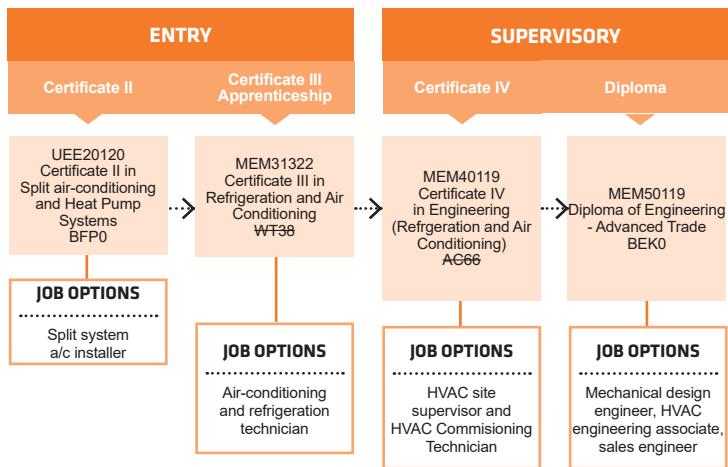 ENTRY
SUPERVISORY
Certificate II
Certificate III
Apprenticeship
Certificate IV
Diploma
UEE20120
Certificate II in
Split air-conditioning
and Heat Pump
Systems
BFP0
MEM31322
Certificate III in
Refrigeration and Air
Conditioning
WT38
MEM40119
Certificate IV
in Engineering
(Refrgeration and Air
Conditioning)
AC66
MEM50119
Diploma of Engineering
- Advanced Trade
BEK0
JOB OPTIONS
Split system
a/c installer
JOB OPTIONS
Air-conditioning
and refrigeration
technician
JOB OPTIONS
HVAC site
supervisor and
HVAC Commisioning
Technician
JOB OPTIONS
Mechanical design
engineer, HVAC
engineering associate,
sales engineer